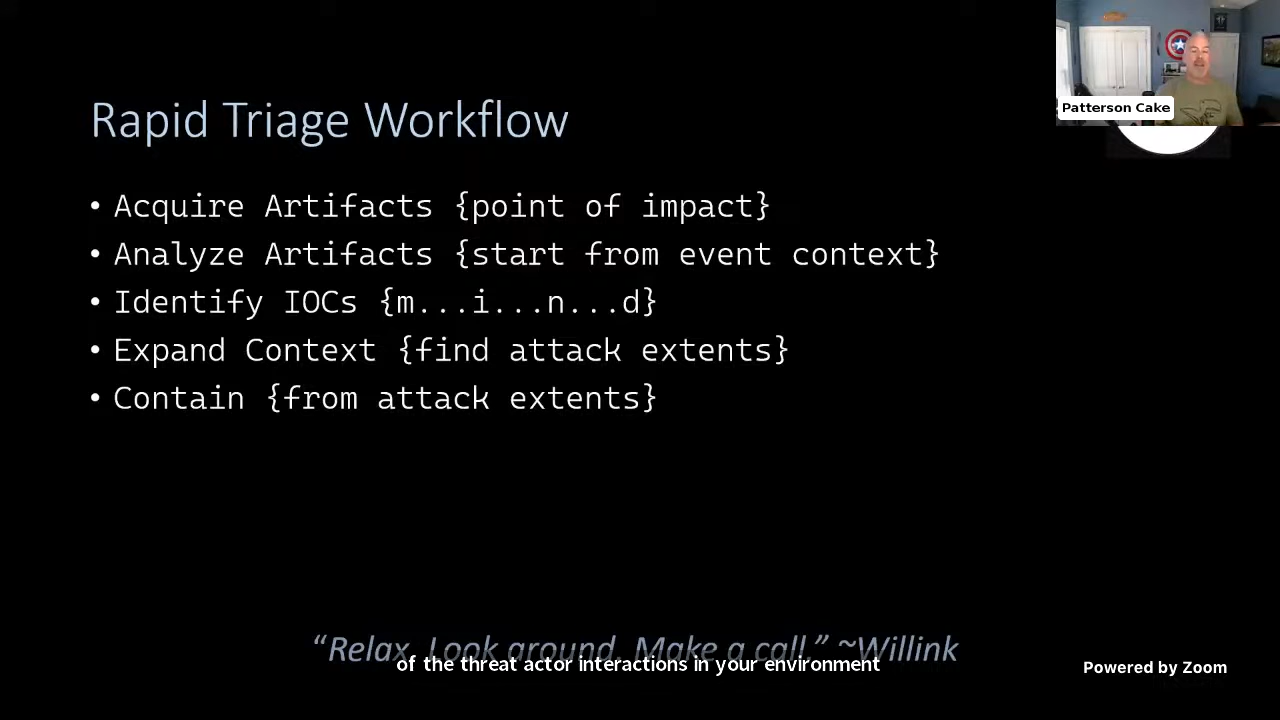 Patterson Cake
Rapid Triage Workflow
• Acquire Artifacts {point of impact}
• Analyze Artifacts {start from event context}
• Identify IOCs {m...i...n...d}
• Expand Context {find attack extents}
• Contain {from attack extents}
“Relax. Look around. Make a call.” ~Willink
of the threat actor interactions in your environment
Powered by Zoom